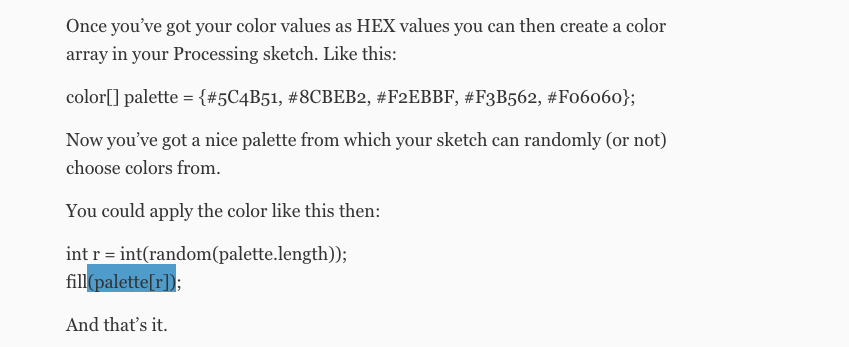 Once you’ve got your color values as HEX values you can then create a color
array in your Processing sketch. Like this:
color[] palette = {#5C4B51, #8CBEB2, #F2EBBF, #F3B562, #F06060};
Now you’ve got a nice palette from which your sketch can randomly (or not)
choose colors from.
You could apply the color like this then:
int r = int(random(palette.length));
fill(palette[r]);
And that’s it.